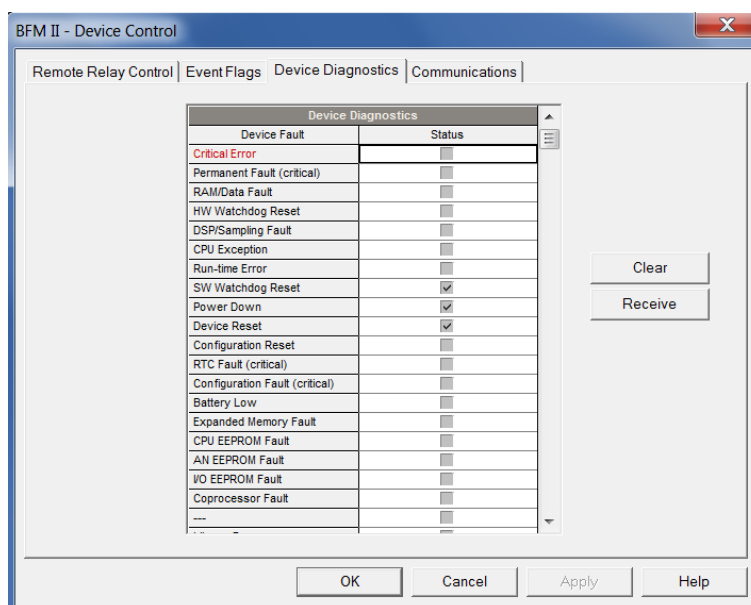 BFM II - Device Control
Remote Relay Control Event Flags Device Diagnostics Communications
Device Diagnostics
Device Fault Status
Critical Error
Permanent Fault (critical)
RAM/Data Fault
HW Watchdog Reset
DSP/Sampling Fault
CPU Exception
Run-time Error
SW Watchdog Reset
Power Down
Device Reset
Configuration Reset
RTC Fault (critical)
Configuration Fault (critical)
Battery Low
Expanded Memory Fault
CPU EEPROM Fault
AN EEPROM Fault
I/O EEPROM Fault
Coprocessor Fault
---
Clear
Receive
OK Cancel Apply Help